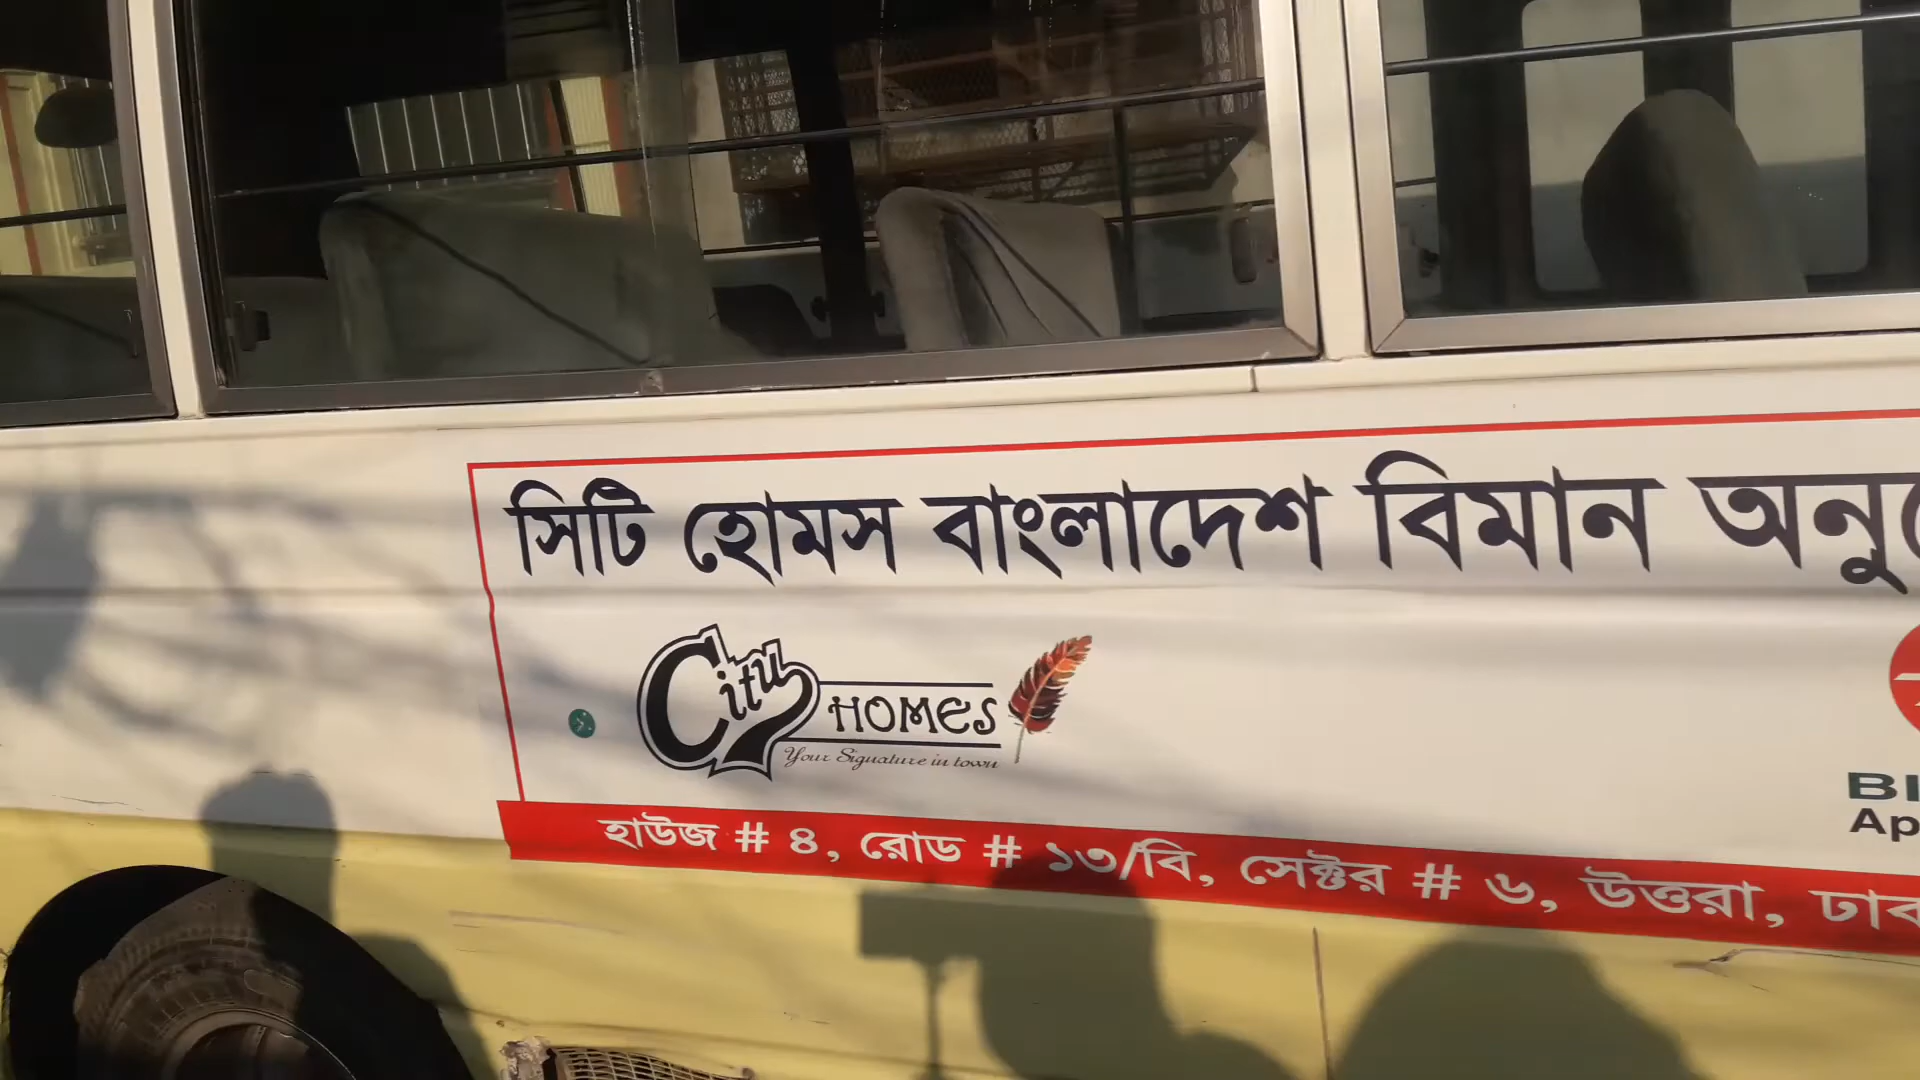 সিটি হোমস বাংলাদেশ বিমান
City HOMES
Your Signature in town
হাউজ # ৪, রোড # ১৩/বি, সেক্টর # ৬, উত্তরা,